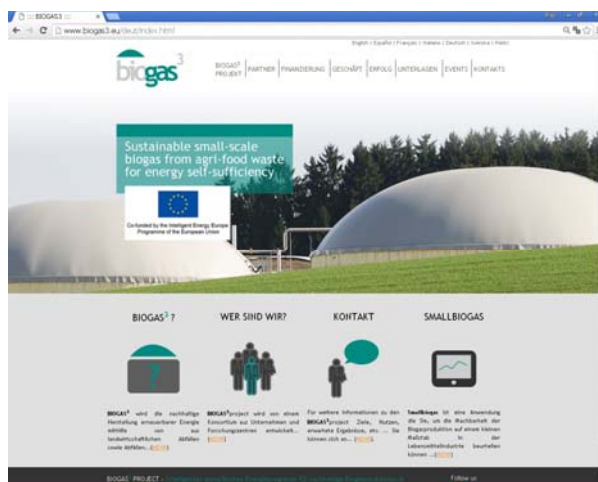 ::: BIOGAS3 :::
www.biogas3.eu/deut/index.html
English | Español | Français | Italiano | Deutsch | Svenska | Polski
biogas3
BIOGAS3 PROJEKT | PARTNER | FINANZIERUNG | GESCHÄFT | ERFOLG | UNTERLAGEN | EVENTS | KONTAKTS
Sustainable small-scale
biogas from agri-food waste
for energy self-sufficiency
Co-funded by the Intelligent Energy Europe
Programme of the European Union
BIOGAS3 ?
BIOGAS3 wird die nachhaltige
Herstellung erneuerbarer Energie
mithilfe von aus
landwirtschaftlichen Abfällen
sowie Abfällen...
WER SIND WIR?
BIOGAS3project wird von einem
Konsortium aus Unternehmen und
Forschungszentren entwickelt...
KONTAKT
Für weitere Informationen zu den
BIOGAS3project Ziele, Nutzen,
erwartete Ergebnisse, etc. ... Sie
können sich an...
SMALLBIOGAS
Smallbiogas ist eine Anwendung
die Sie, um die Machbarkeit der
Biogasproduktion auf einem kleinen
Maßstab in der
Lebensmittelindustrie beurteilen
können ...
BIOGAS PROJECT -
Follow us